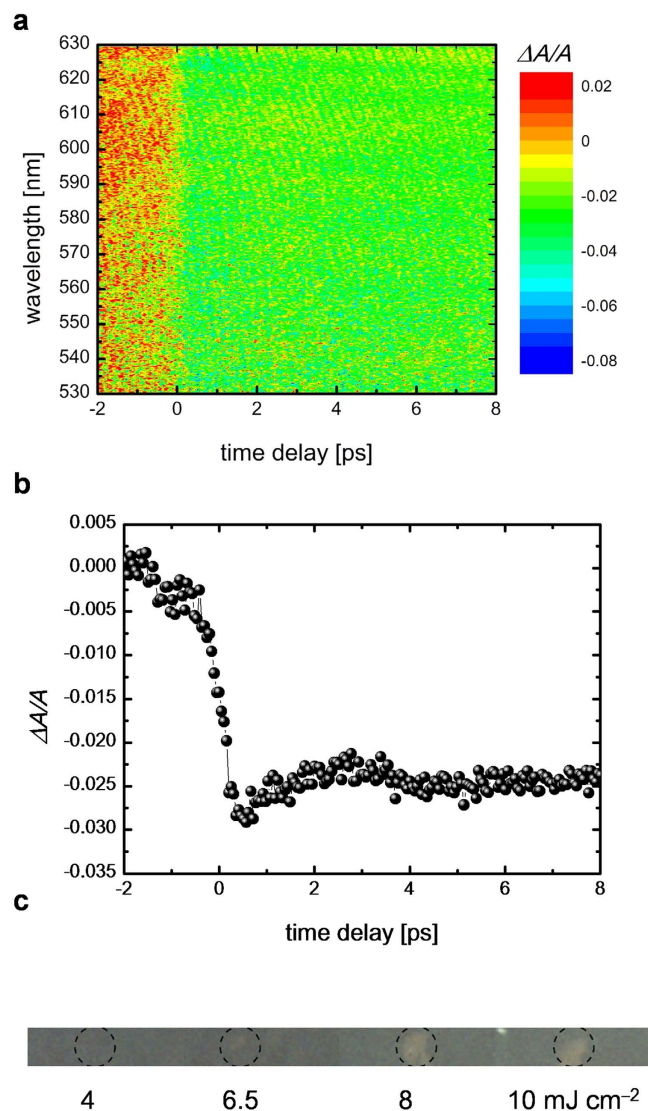 a
ΔA/A
630
620
610
600
590
580
570
560
550
540
530
wavelength [nm]
-2 0 2 4 6 8
time delay [ps]
0.02
0
-0.02
-0.04
-0.06
-0.08
b
0.005
0.000
-0.005
-0.010
-0.015
-0.020
-0.025
-0.030
-0.035
ΔA/A
-2 0 2 4 6 8
time delay [ps]
c
4 6.5 8 10 mJ cm⁻²